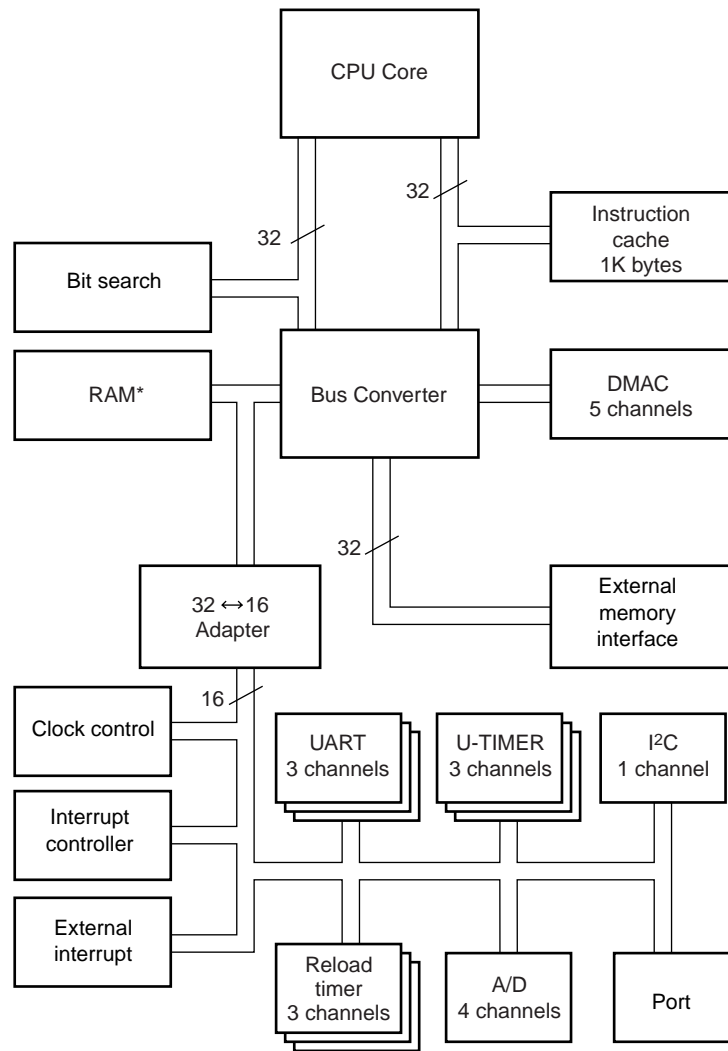 CPU Core
32
32
Instruction
cache
1K bytes
Bit search
RAM*
Bus Converter
DMAC
5 channels
32
32 ↔16
Adapter
External
memory
interface
16
Clock control
UART
3 channels
U-TIMER
3 channels
I²C
1 channel
Interrupt
controller
External
interrupt
Reload
timer
3 channels
A/D
4 channels
Port